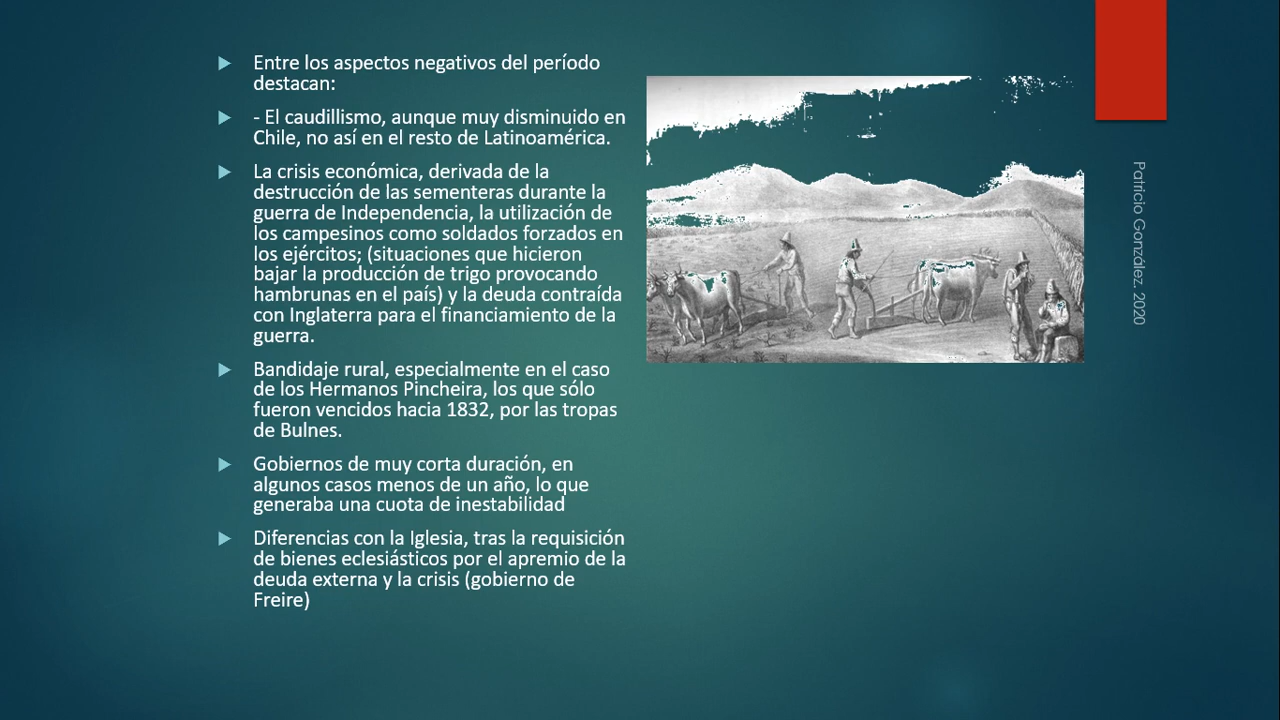 Entre los aspectos negativos del período
destacan:
- El caudillismo, aunque muy disminuido en
Chile, no así en el resto de Latinoamérica.
La crisis económica, derivada de la
destrucción de las sementeras durante la
guerra de Independencia, la utilización de
los campesinos como soldados forzados en
los ejércitos; (situaciones que hicieron
bajar la producción de trigo provocando
hambrunas en el país) y la deuda contraída
con Inglaterra para el financiamiento de la
guerra.
Bandidaje rural, especialmente en el caso
de los Hermanos Pincheira, los que sólo
fueron vencidos hacia 1832, por las tropas
de Bulnes.
Gobiernos de muy corta duración, en
algunos casos menos de un año, lo que
generaba una cuota de inestabilidad
Diferencias con la Iglesia, tras la requisición
de bienes eclesiásticos por el apremio de la
deuda externa y la crisis (gobierno de
Freire)
Patricio González. 2020